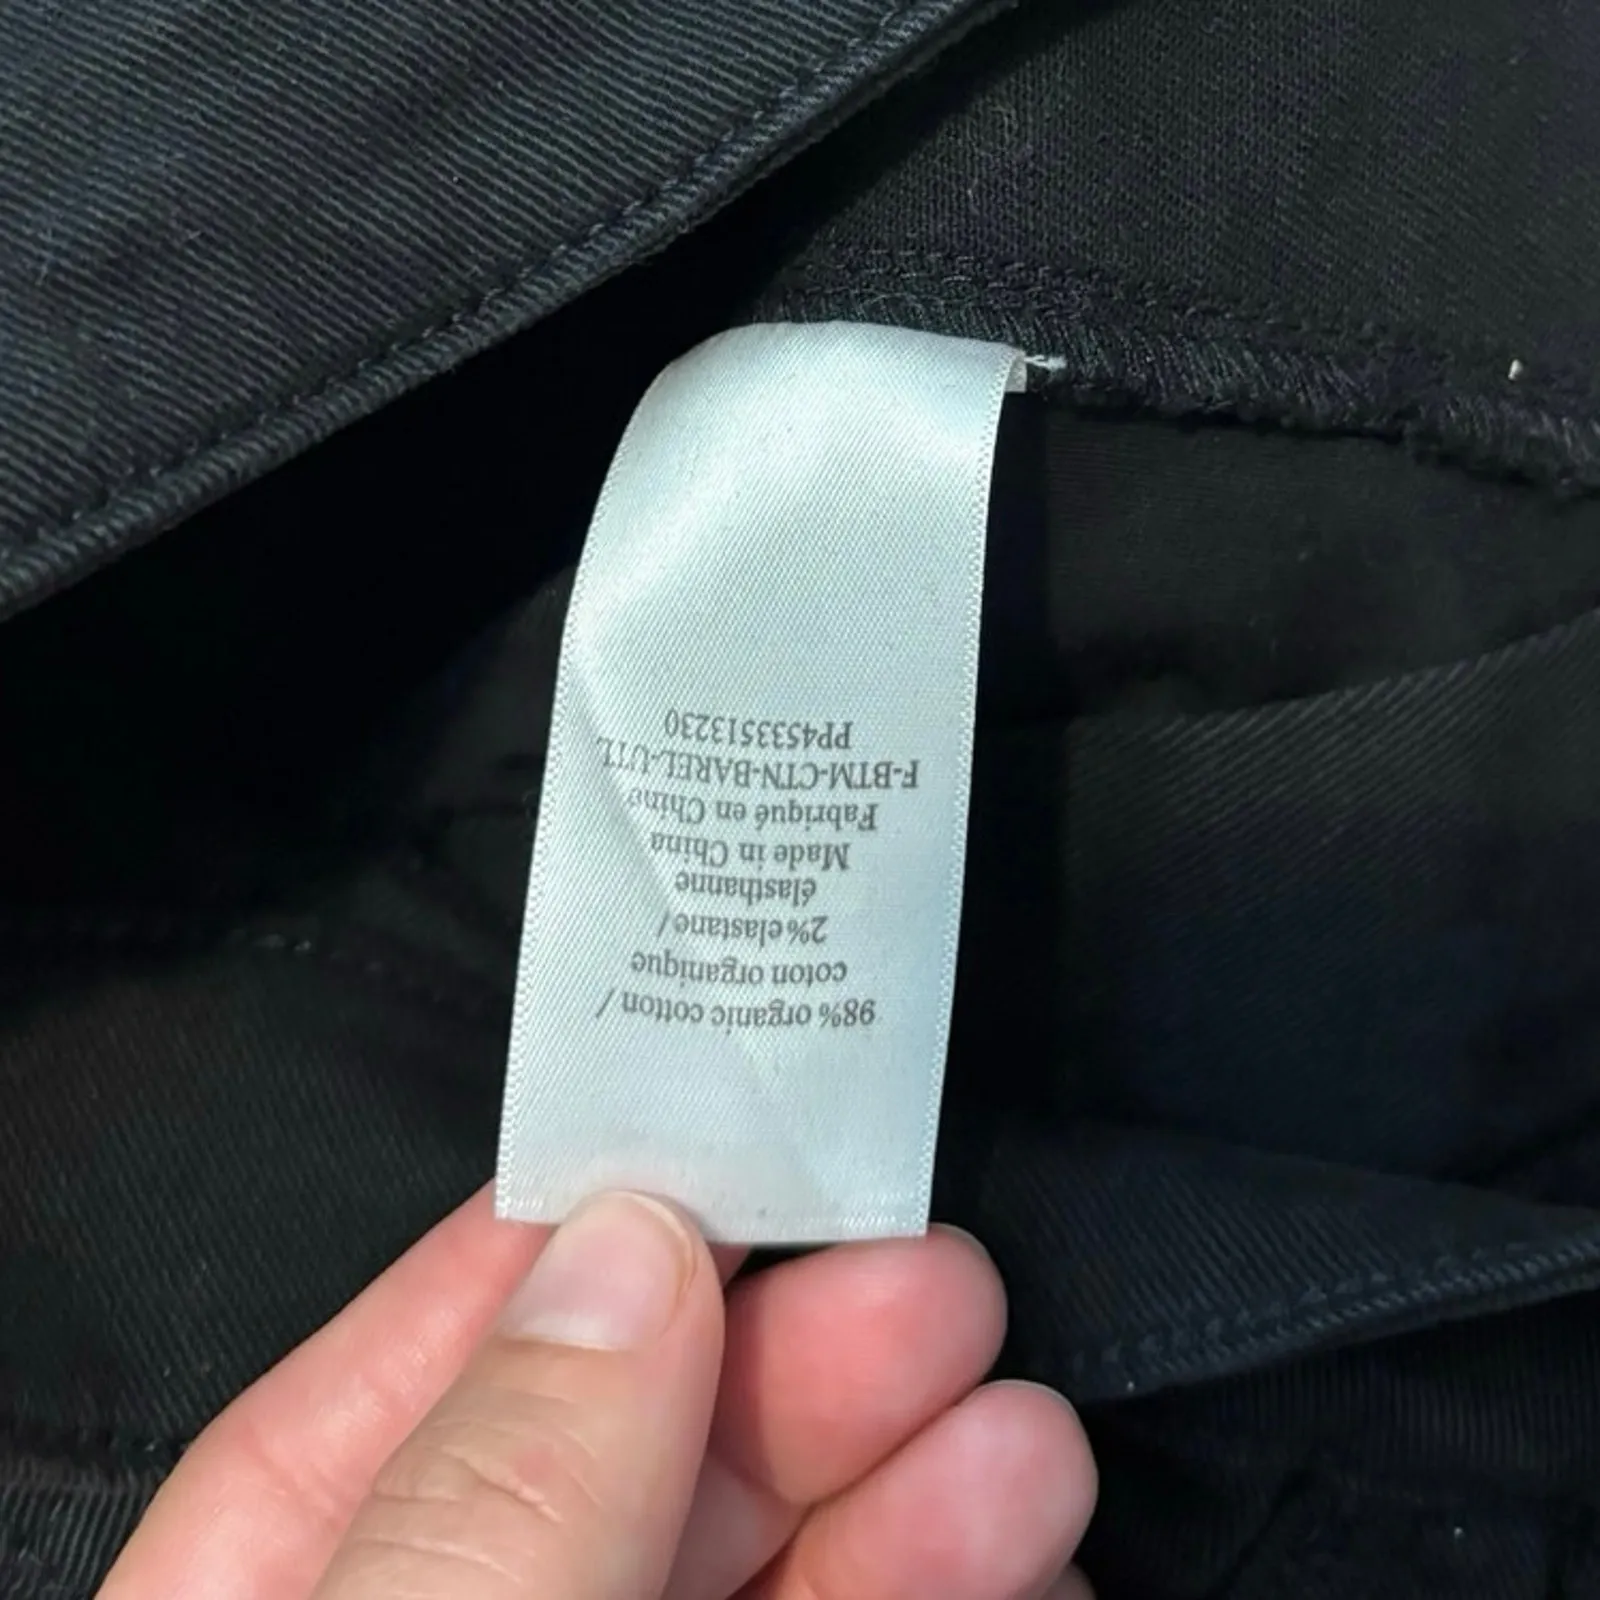 98% organic cotton /
coton organique
2% elastane /
élasthanne
Made in China
Fabriqué en Chine
F-BTM-CTN-BAREL-UTL
PP4533513230